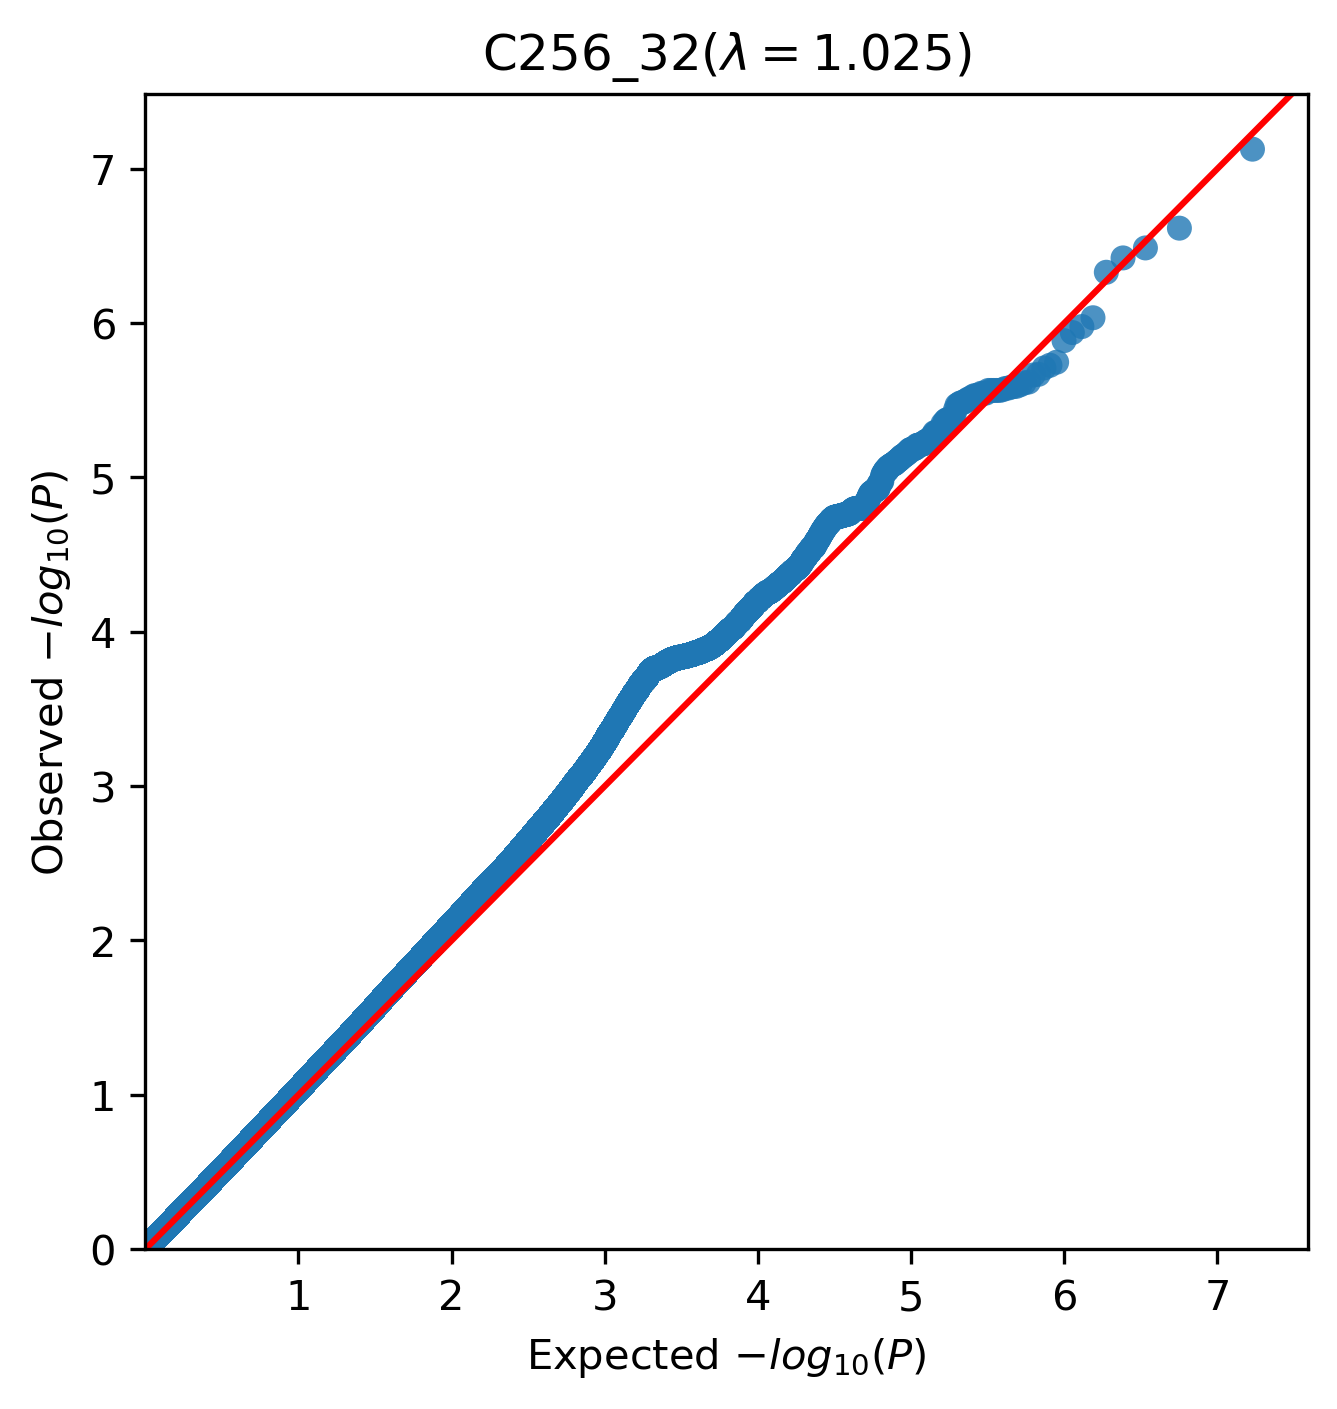 C256_32(λ = 1.025)
Observed −log₁₀(P)
7
6
5
4
3
2
1
0
1 2 3 4 5 6 7
Expected −log₁₀(P)